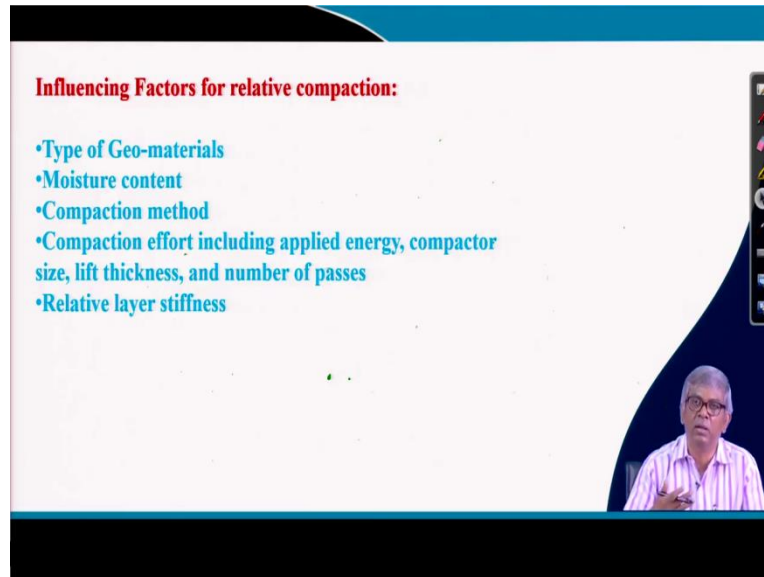 Influencing Factors for relative compaction:
•Type of Geo-materials
•Moisture content
•Compaction method
•Compaction effort including applied energy, compactor
size, lift thickness, and number of passes
•Relative layer stiffness